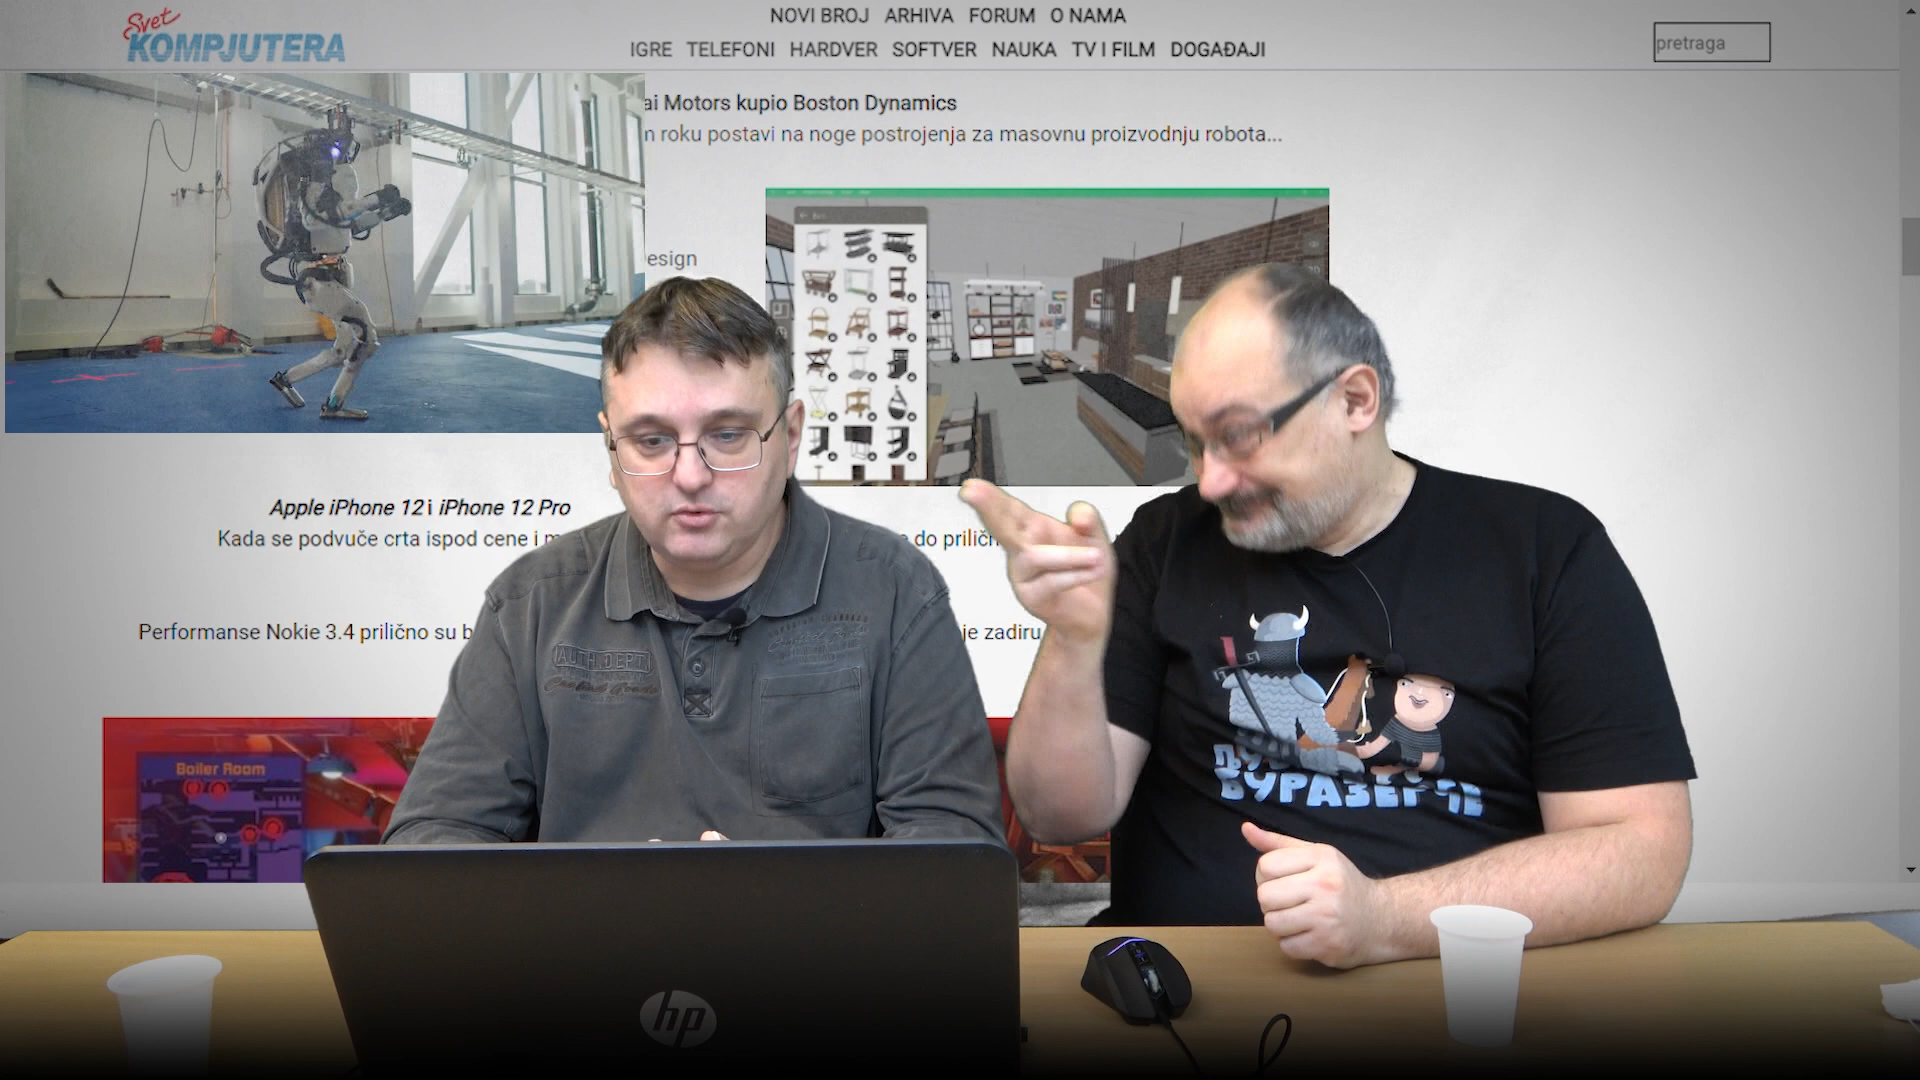 Svet
KOMPJUTERA
NOVI BROJ ARHIVA FORUM O NAMA
IGRE TELEFONI HARDVER SOFTVER NAUKA TV I FILM DOGAĐAJI
pretraga
ai Motors kupio Boston Dynamics
m roku postavi na noge postrojenja za masovnu proizvodnju robota...
esign
Apple iPhone 12 i iPhone 12 Pro
Kada se podvuče crta ispod cene i
do
Performanse Nokie 3.4 prilično su
je zadiru
Boiler Room
AUTH DEPT
hp